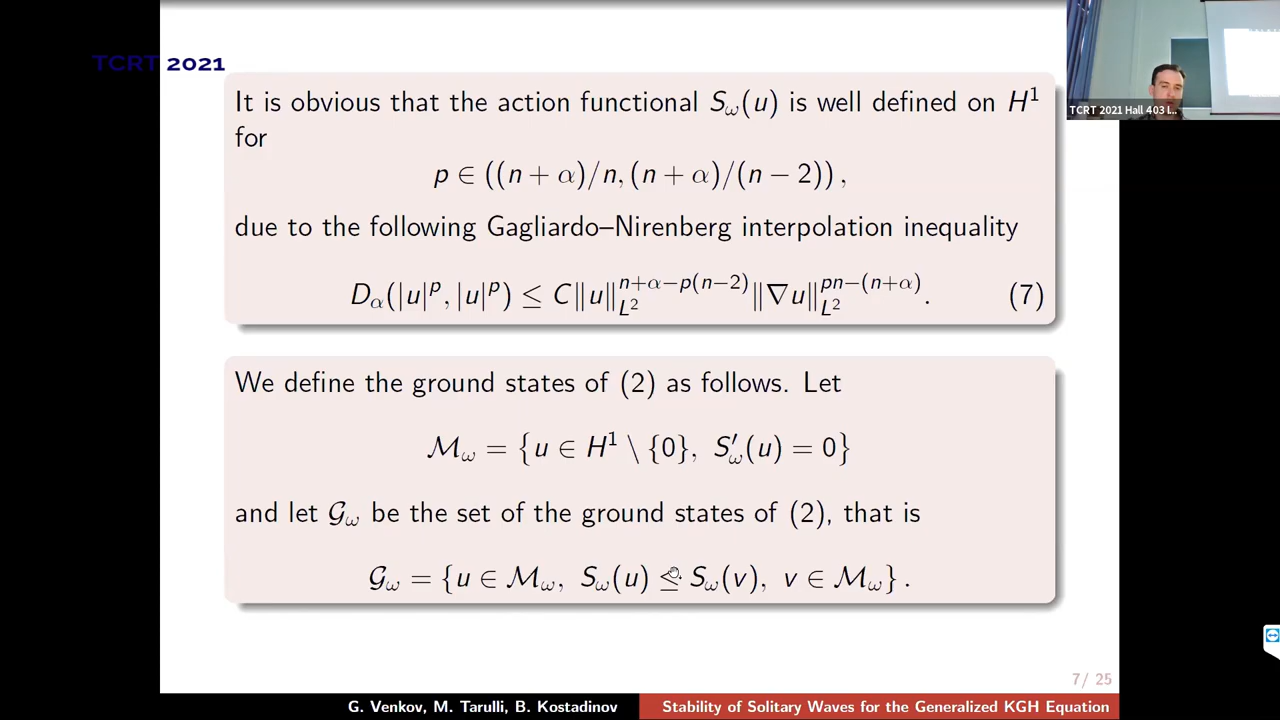 TCRT 2021
TCRT 2021 Hall 403 I...
It is obvious that the action functional S_ω(u) is well defined on H^1
for
p ∈ ((n + α)/n, (n + α)/(n − 2)),
due to the following Gagliardo–Nirenberg interpolation inequality
D_α(|u|^p, |u|^p) ≤ C‖u‖_{L^2}^{n+α−p(n−2)} ‖∇u‖_{L^2}^{pn−(n+α)}. (7)
We define the ground states of (2) as follows. Let
ℳ_ω = {u ∈ H^1 \ {0}, S′_ω(u) = 0}
and let 𝒢_ω be the set of the ground states of (2), that is
𝒢_ω = {u ∈ ℳ_ω, S_ω(u) ≤ S_ω(v), v ∈ ℳ_ω}.
7/ 25
G. Venkov, M. Tarulli, B. Kostadinov Stability of Solitary Waves for the Generalized KGH Equation